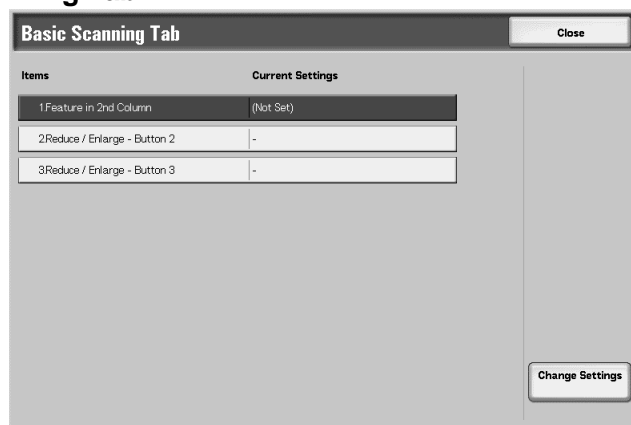 Basic Scanning Tab Close
Items Current Settings
1.Feature in 2nd Column (Not Set)
2.Reduce / Enlarge - Button 2 -
3.Reduce / Enlarge - Button 3 -
Change Settings